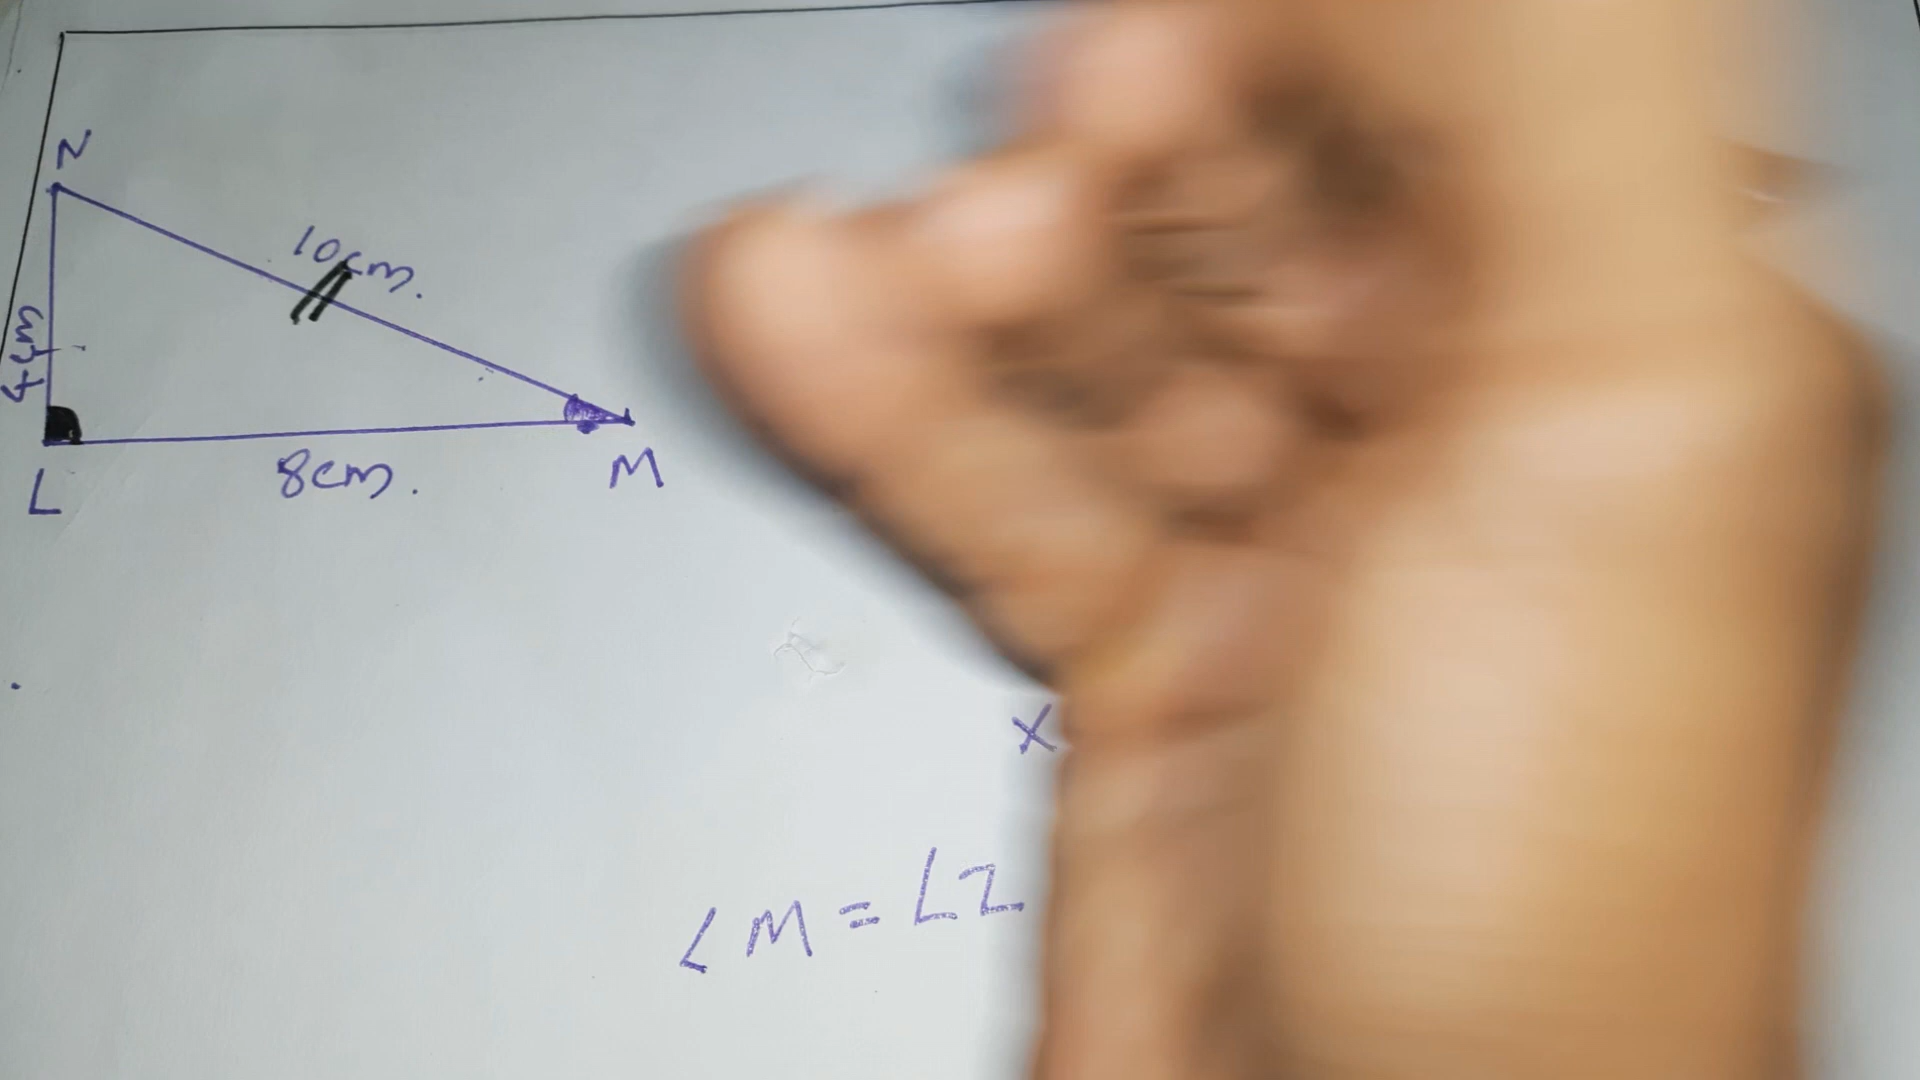 N
10cm.
4cm
8cm.
L
M
X
∠M = ∠Z